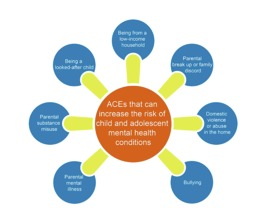 Being from a
low-income
household
Parental
break up or family
discord
Domestic
violence
or abuse
in the home
Bullying
Parental
mental
illness
Parental
substance
misuse
Being a
looked-after child
ACEs that can
increase the risk of
child and adolescent
mental health
conditions